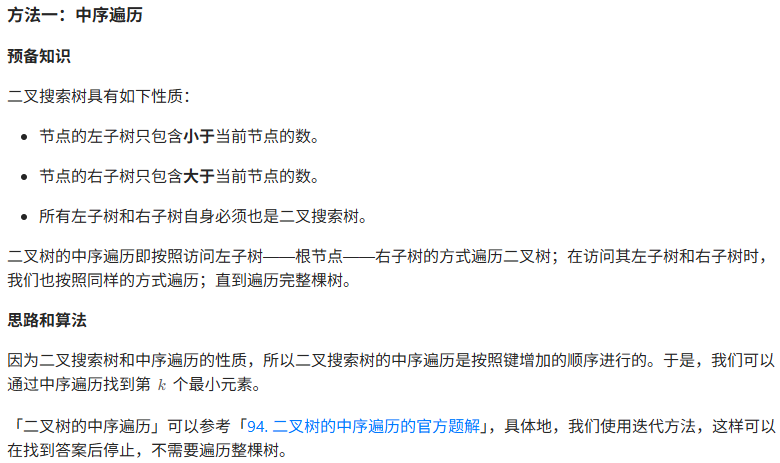 方法一：中序遍历
预备知识
二叉搜索树具有如下性质：
节点的左子树只包含小于当前节点的数。
节点的右子树只包含大于当前节点的数。
所有左子树和右子树自身必须也是二叉搜索树。
二叉树的中序遍历即按照访问左子树——根节点——右子树的方式遍历二叉树；在访问其左子树和右子树时，
我们也按照同样的方式遍历；直到遍历完整棵树。
思路和算法
因为二叉搜索树和中序遍历的性质，所以二叉搜索树的中序遍历是按照键增加的顺序进行的。于是，我们可以
通过中序遍历找到第 k 个最小元素。
「二叉树的中序遍历」可以参考「94. 二叉树的中序遍历的官方题解」，具体地，我们使用迭代方法，这样可以
在找到答案后停止，不需要遍历整棵树。